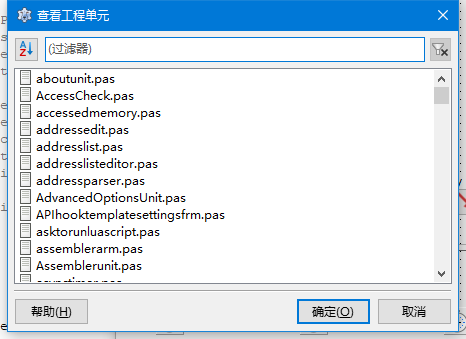 查看工程单元
(过滤器)
aboutunit.pas
AccessCheck.pas
accessedmemory.pas
addressedit.pas
addresslist.pas
addresslisteditor.pas
addressparser.pas
AdvancedOptionsUnit.pas
APIhooktemplatesettingsfrm.pas
asktorunluascript.pas
assemblerarm.pas
Assemblerunit.pas
帮助(H)
确定(O)
取消